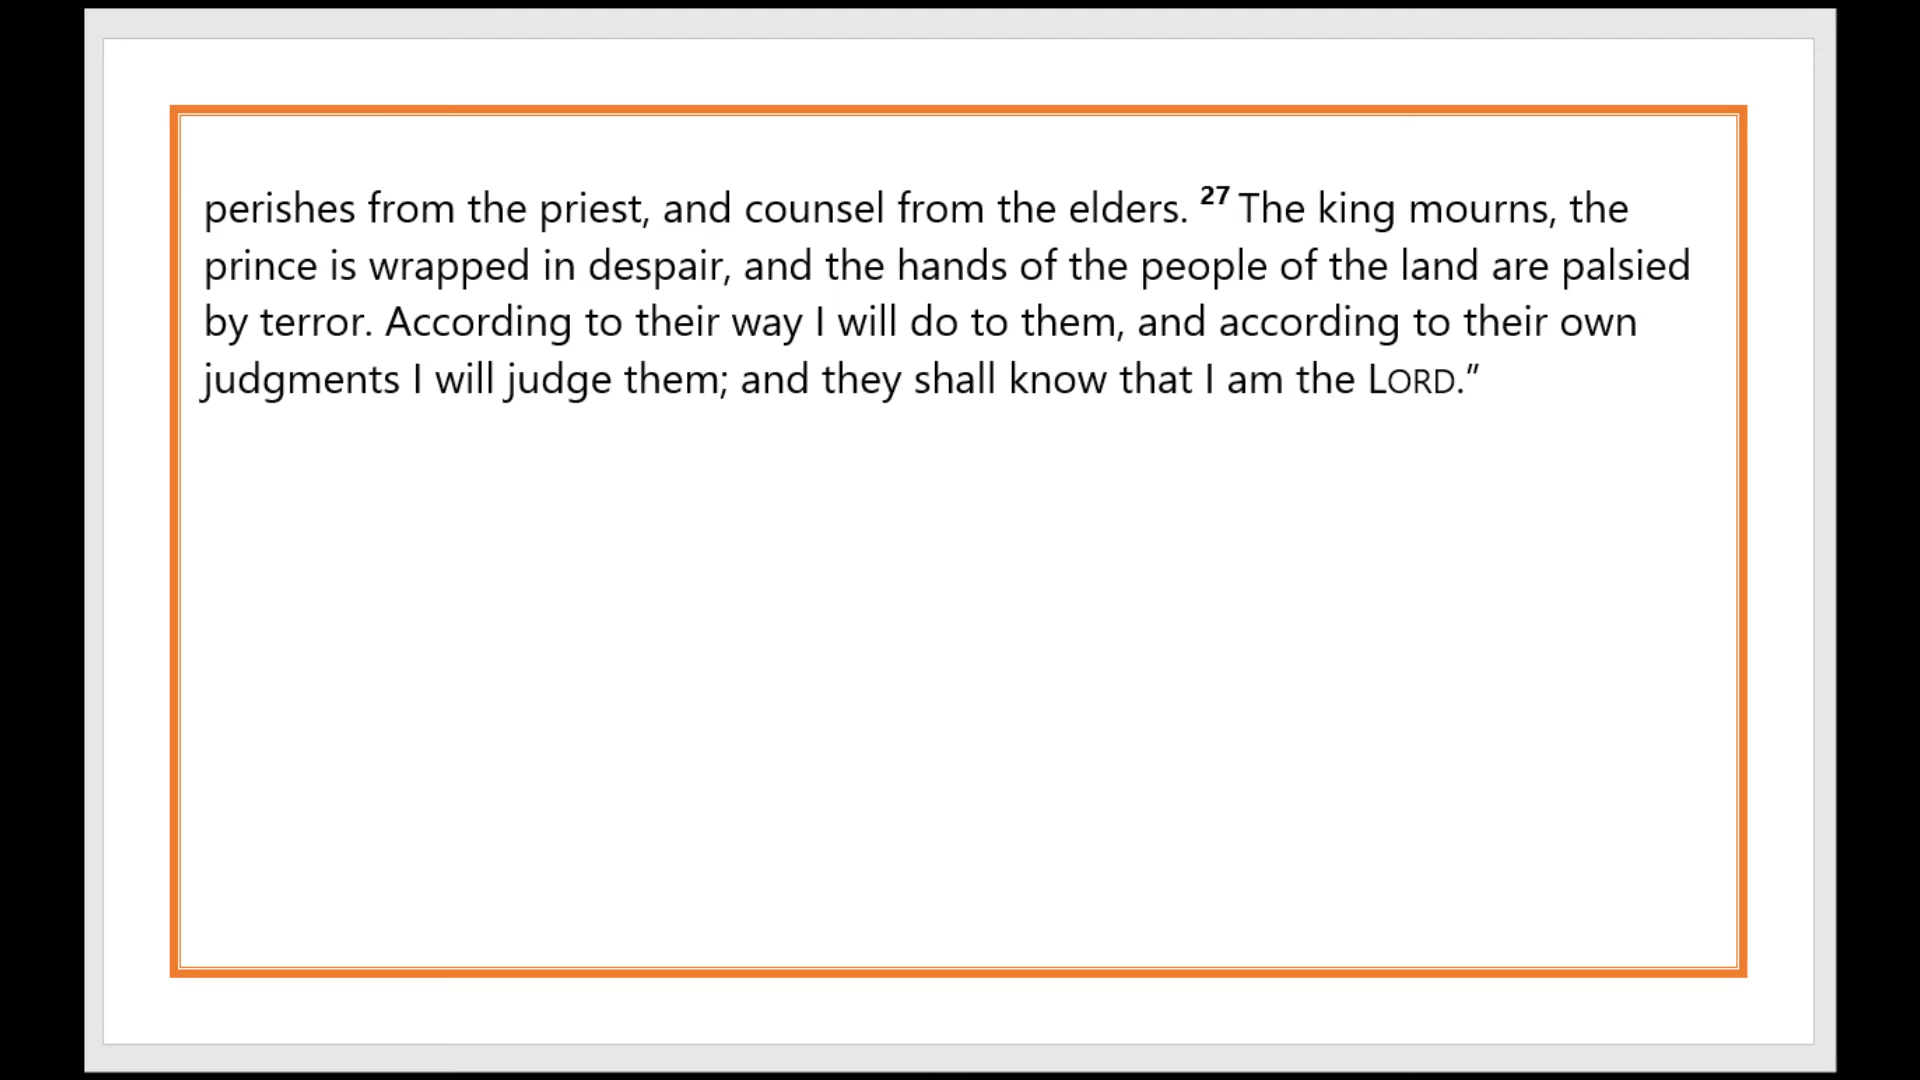 perishes from the priest, and counsel from the elders. 27 The king mourns, the
prince is wrapped in despair, and the hands of the people of the land are palsied
by terror. According to their way I will do to them, and according to their own
judgments I will judge them; and they shall know that I am the LORD.”